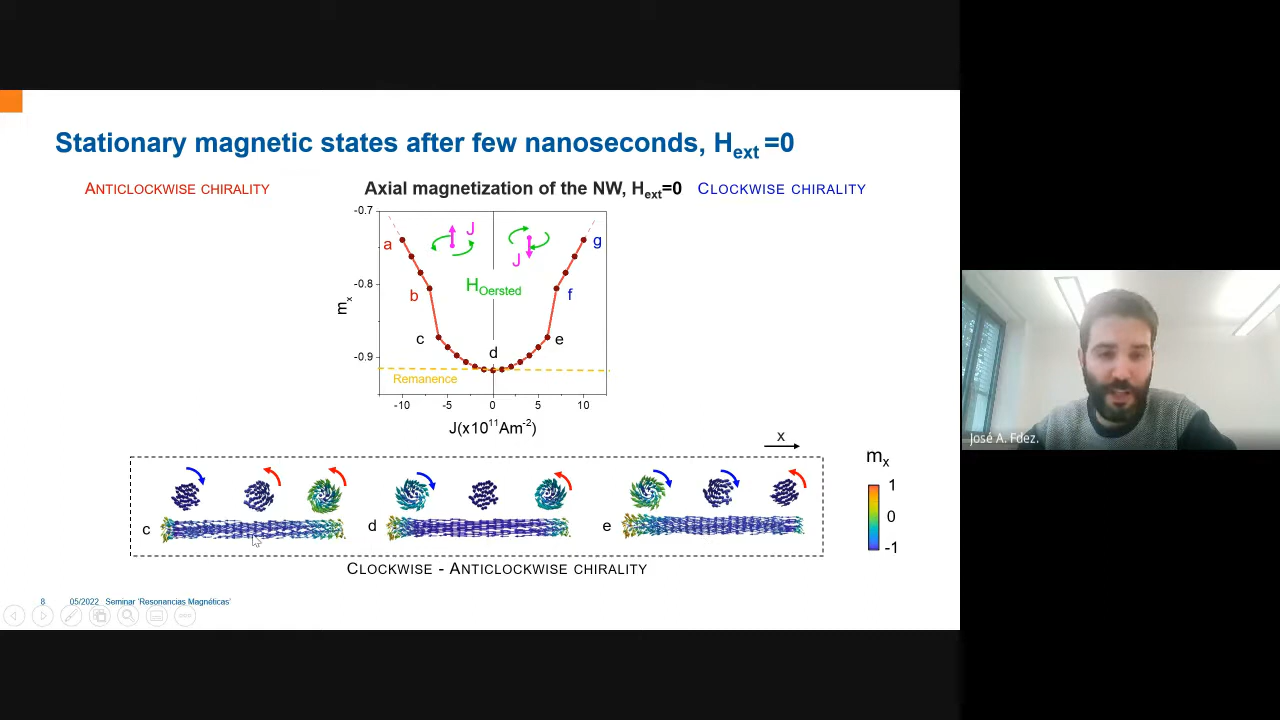 Stationary magnetic states after few nanoseconds, Hext =0
ANTICLOCKWISE CHIRALITY
Axial magnetization of the NW, Hext=0
CLOCKWISE CHIRALITY
-0.7
-0.8
-0.9
mx
a
b
c
d
e
f
g
J
J
HOersted
Remanence
-10
-5
0
5
10
J(x10^11Am^-2)
x
c
d
e
mx
1
0
-1
CLOCKWISE - ANTICLOCKWISE CHIRALITY
8
05/2022 Seminar 'Resonancias Magnéticas'
José A. Fdez.